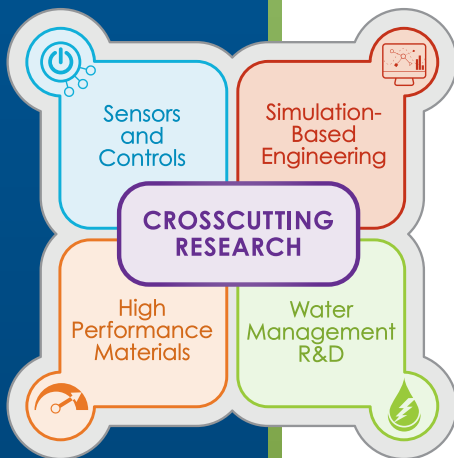 Sensors
and
Controls
Simulation-
Based
Engineering
CROSSCUTTING
RESEARCH
High
Performance
Materials
Water
Management
R&D